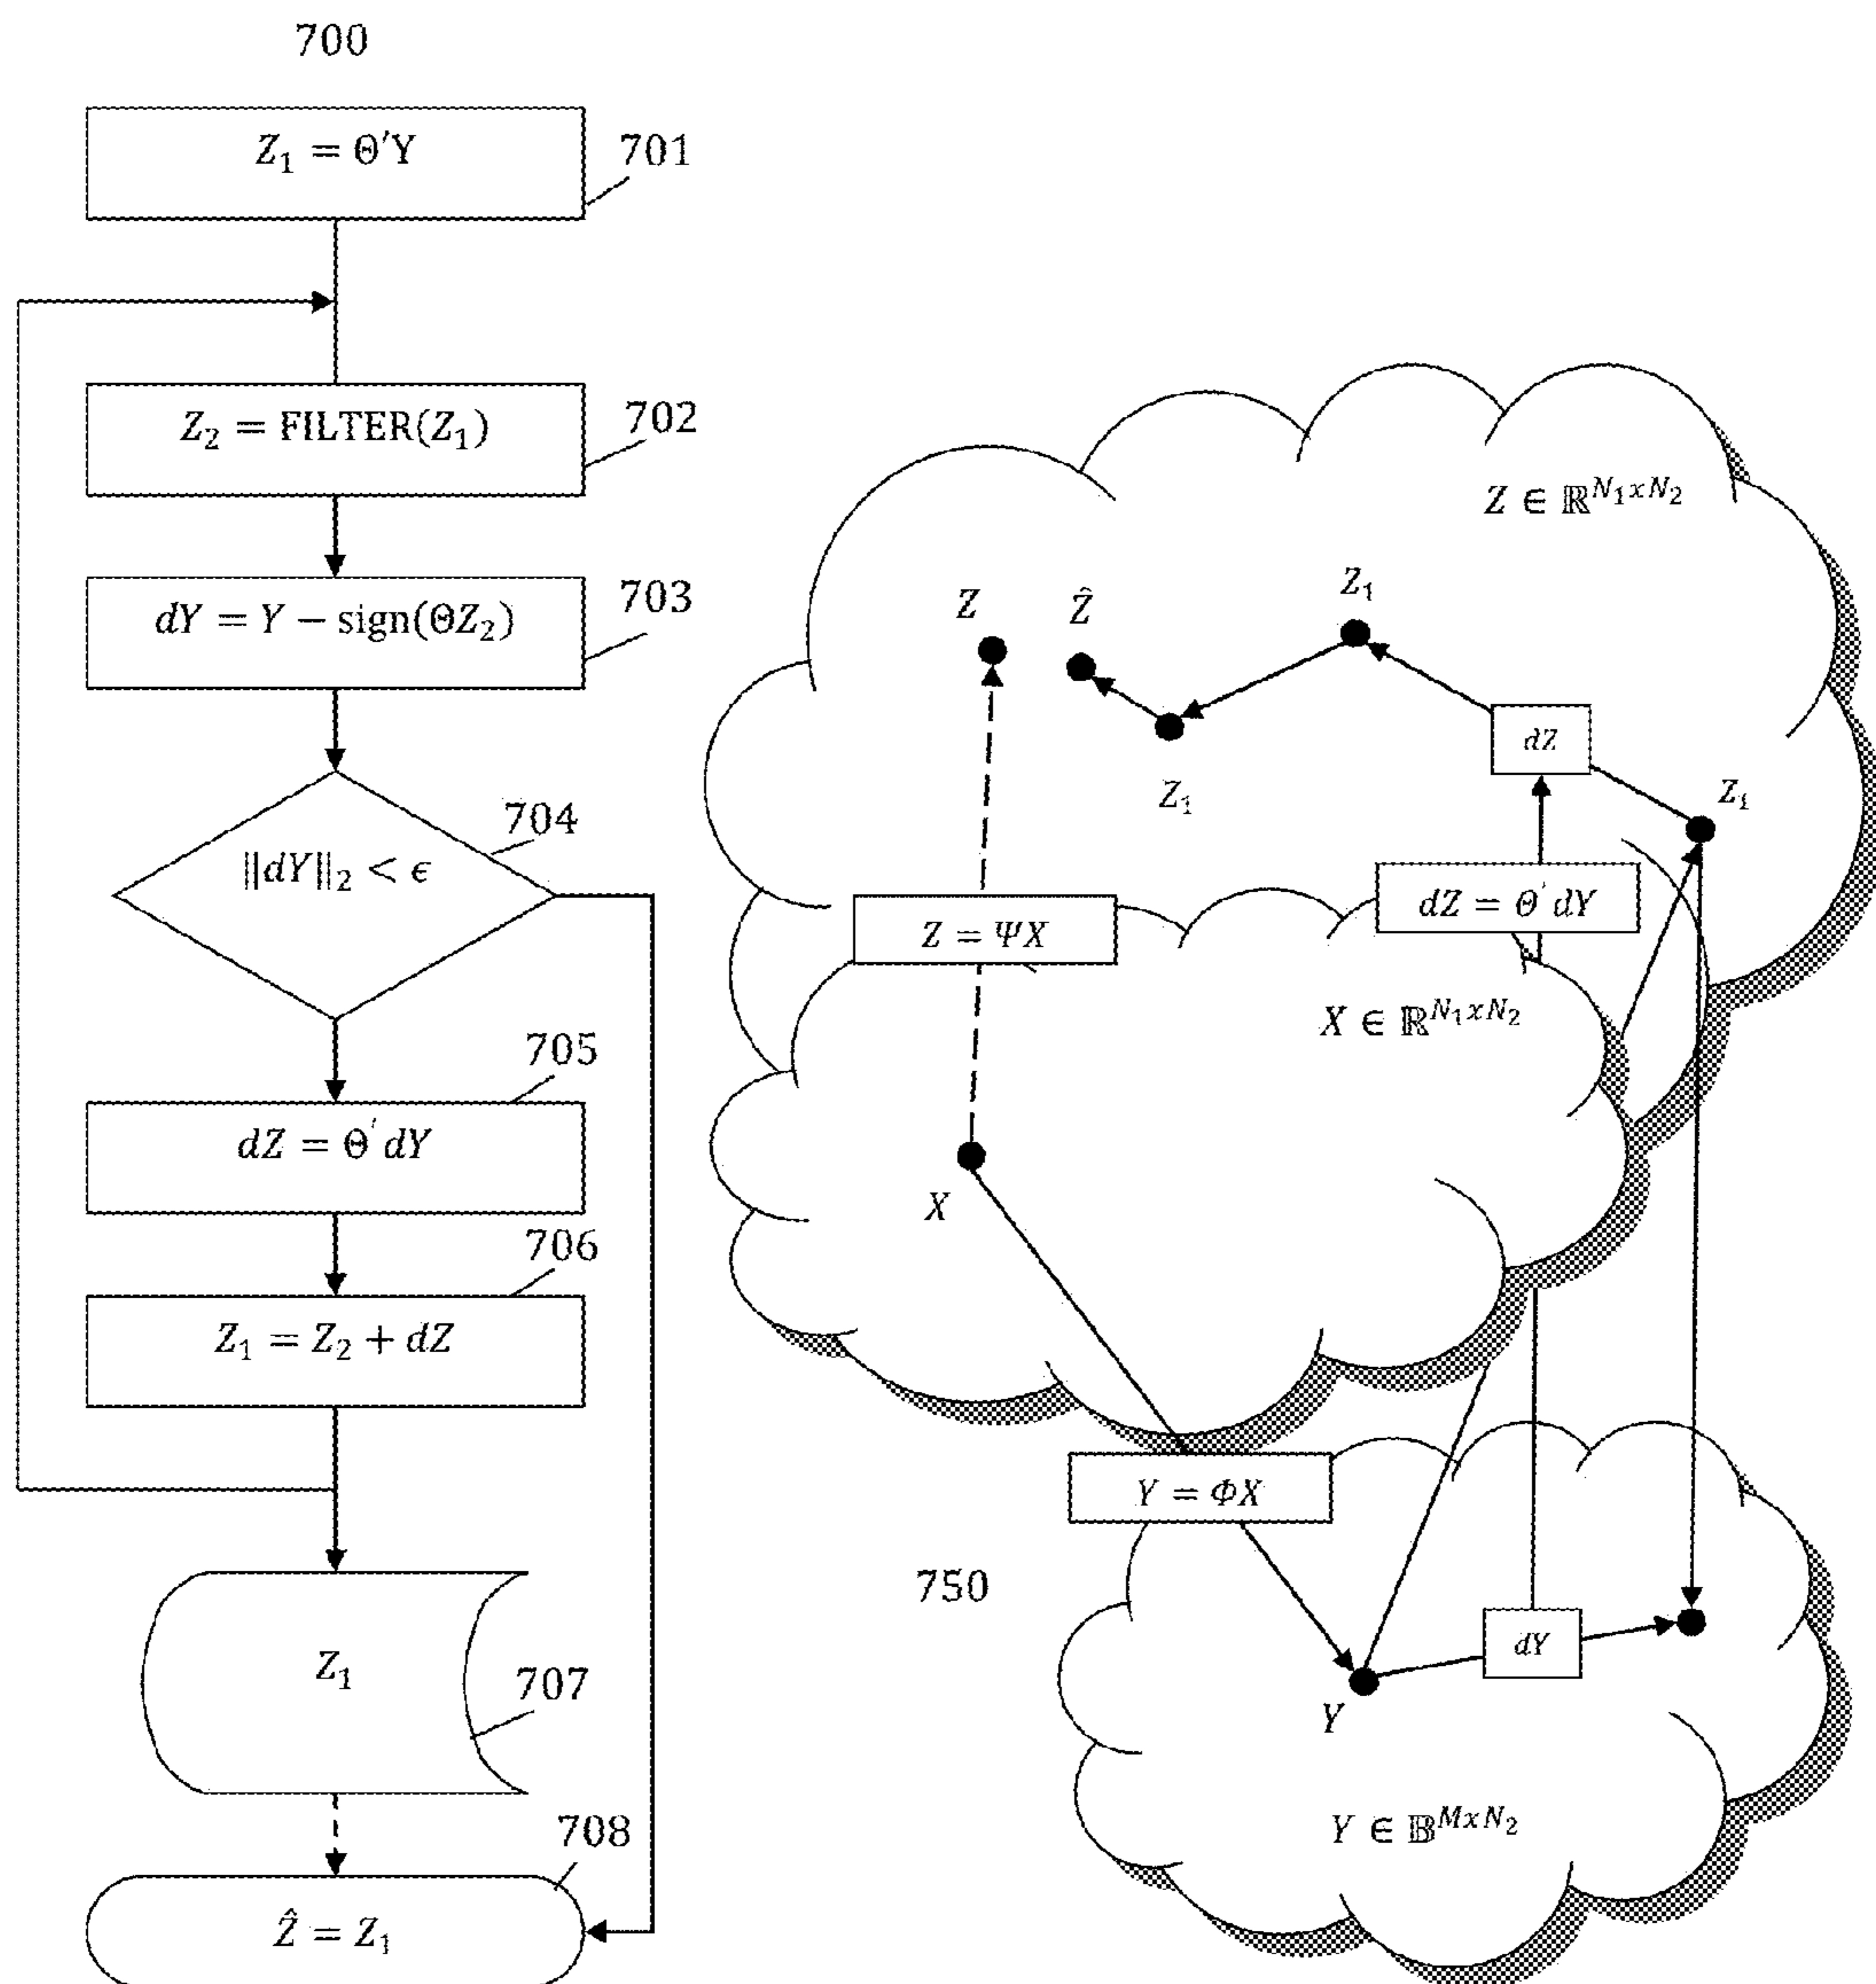 700
Z₁ = Θ′Y
701
Z₂ = FILTER(Z₁)
702
dY = Y − sign(ΘZ₂)
703
‖dY‖₂ < ϵ
704
dZ = Θ′ dY
705
Z₁ = Z₂ + dZ
706
Z₁
707
Ẑ = Z₁
708
Z ∈ ℝ^{N₁xN₂}
Z
Ẑ
Z₁
Z₁
dZ
Z₁
Z = ΨX
dZ = Θ′ dY
X ∈ ℝ^{N₁xN₂}
X
Y = ΦX
750
dY
Y
Y ∈ 𝔹^{MxN₂}